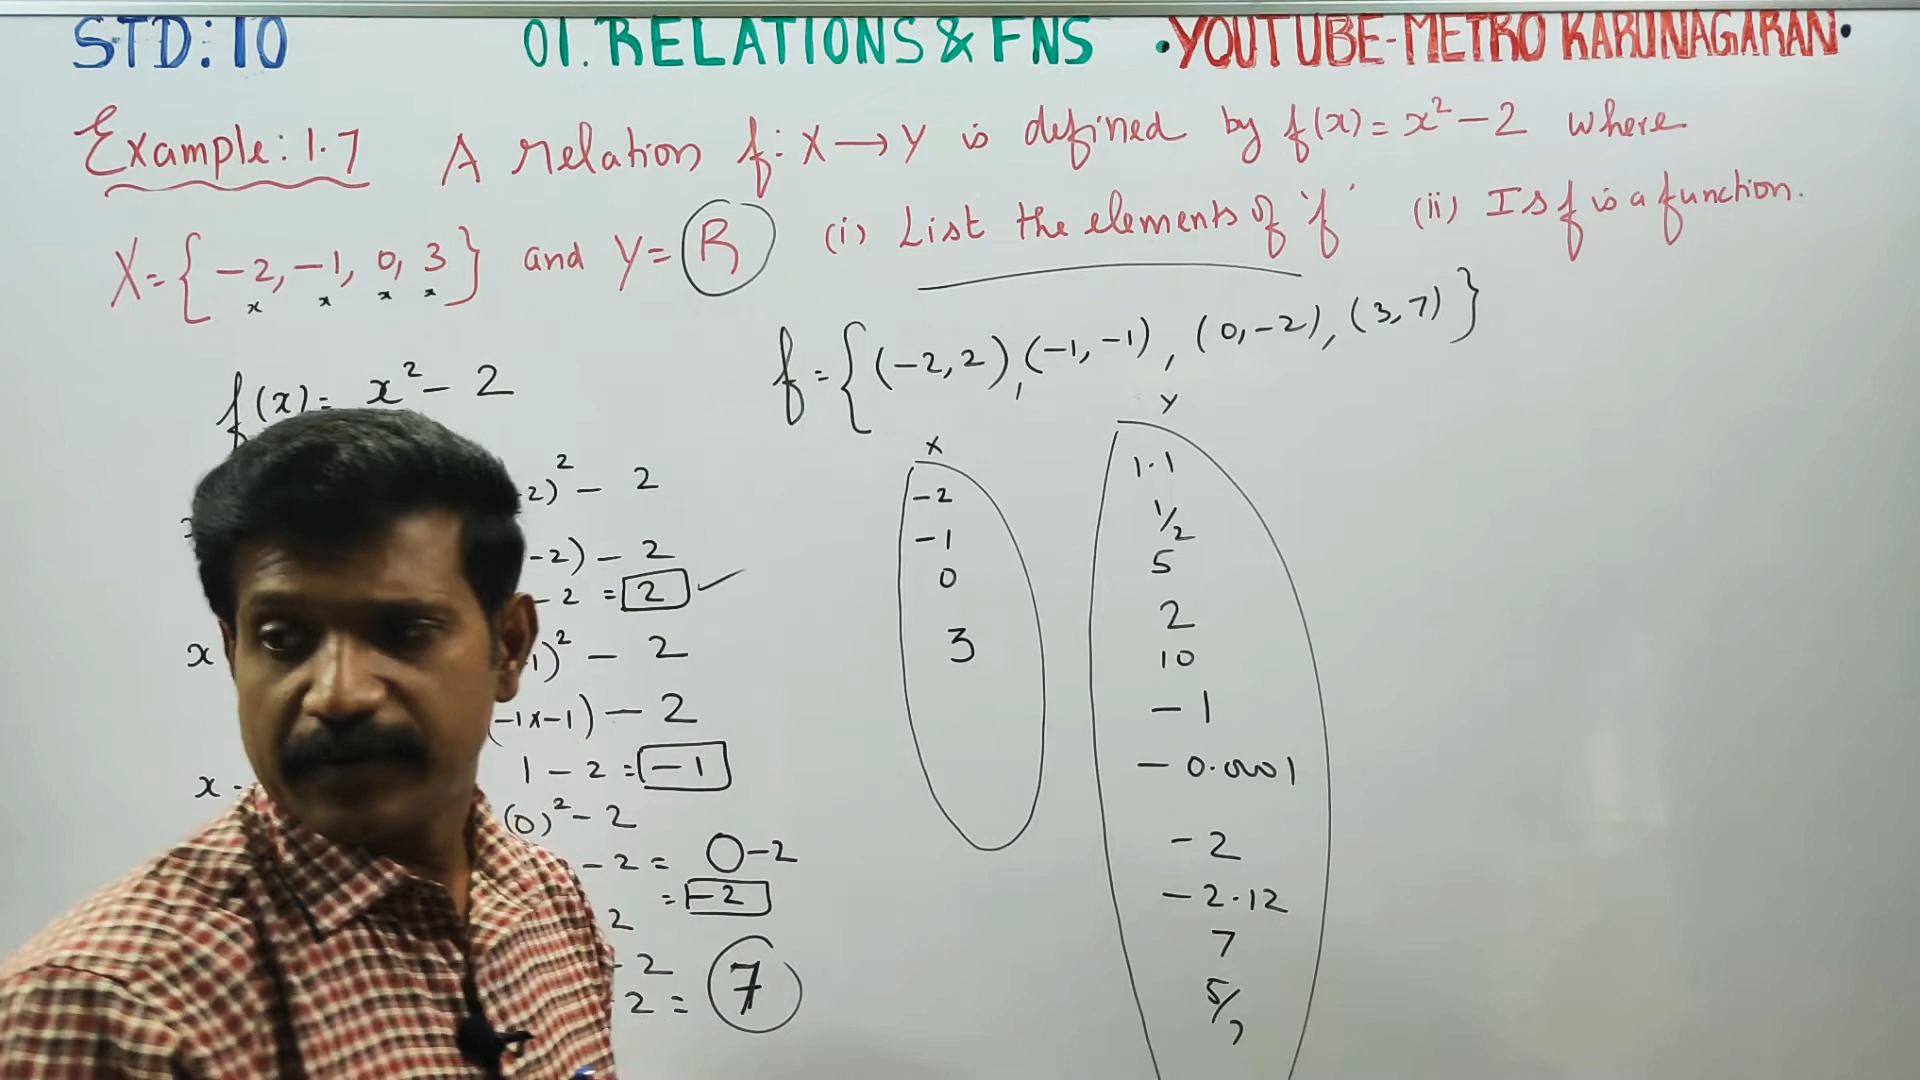 STD: 10 01. RELATIONS & FNS •YOUTUBE-METRO KARUNAGARAN•
Example: 1.7 A relation f: X→Y is defined by f(x) = x² − 2 where
X = { −2, −1, 0, 3 } and Y = R (i) List the elements of 'f' (ii) Is f is a function.
x x x x
f = { (−2, 2), (−1, −1), (0, −2), (3, 7) }
f(x) = x² − 2
2)² − 2
-2) − 2
− 2 = 2 ✓
x 1)² − 2
(−1×−1) − 2
1 − 2 = −1
x - (0)² − 2
− 2 = 0−2
= −2
2
- 2
2 = 7
X
−2
−1
0
3
Y
1.1
1/2
5
2
10
−1
−0.0001
−2
−2.12
7
5/7